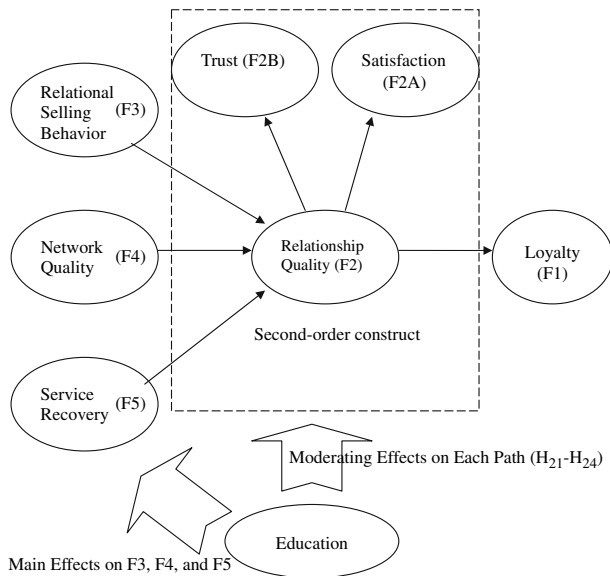 Trust (F2B)
Satisfaction
(F2A)
Relational
Selling (F3)
Behavior
Network (F4)
Quality
Relationship
Quality (F2)
Loyalty
(F1)
Second-order construct
Service
Recovery (F5)
Moderating Effects on Each Path (H21-H24)
Education
Main Effects on F3, F4, and F5